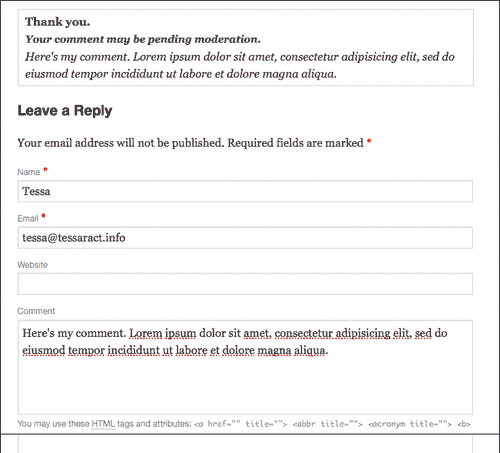 Thank you.
Your comment may be pending moderation.
Here's my comment. Lorem ipsum dolor sit amet, consectetur adipisicing elit, sed do
eiusmod tempor incididunt ut labore et dolore magna aliqua.
Leave a Reply
Your email address will not be published. Required fields are marked *
Name *
Tessa
Email *
tessa@tessaract.info
Website
Comment
Here's my comment. Lorem ipsum dolor sit amet, consectetur adipisicing elit, sed do
eiusmod tempor incididunt ut labore et dolore magna aliqua.
You may use these HTML tags and attributes: <a href="" title=""> <abbr title=""> <acronym title=""> <b>